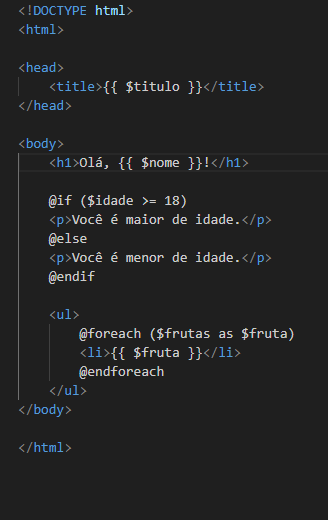 <!DOCTYPE html>
<html>
<head>
<title>{{ $titulo }}</title>
</head>
<body>
<h1>Olá, {{ $nome }}!</h1>
@if ($idade >= 18)
<p>Você é maior de idade.</p>
@else
<p>Você é menor de idade.</p>
@endif
<ul>
@foreach ($frutas as $fruta)
<li>{{ $fruta }}</li>
@endforeach
</ul>
</body>
</html>